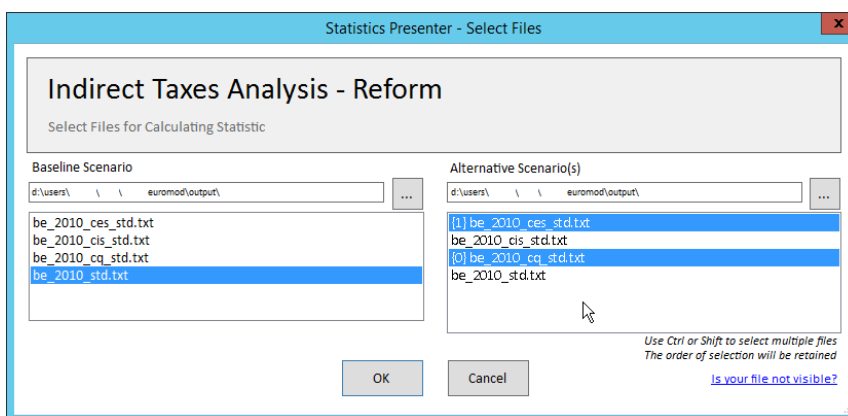 Statistics Presenter - Select Files
x
Indirect Taxes Analysis - Reform
Select Files for Calculating Statistic
Baseline Scenario
d:\users\ \ \ euromod\output\
...
be_2010_ces_std.txt
be_2010_cis_std.txt
be_2010_cq_std.txt
be_2010_std.txt
Alternative Scenario(s)
d:\users\ \ \ euromod\output\
...
{1} be_2010_ces_std.txt
be_2010_cis_std.txt
{0} be_2010_cq_std.txt
be_2010_std.txt
Use Ctrl or Shift to select multiple files
The order of selection will be retained
OK
Cancel
Is your file not visible?